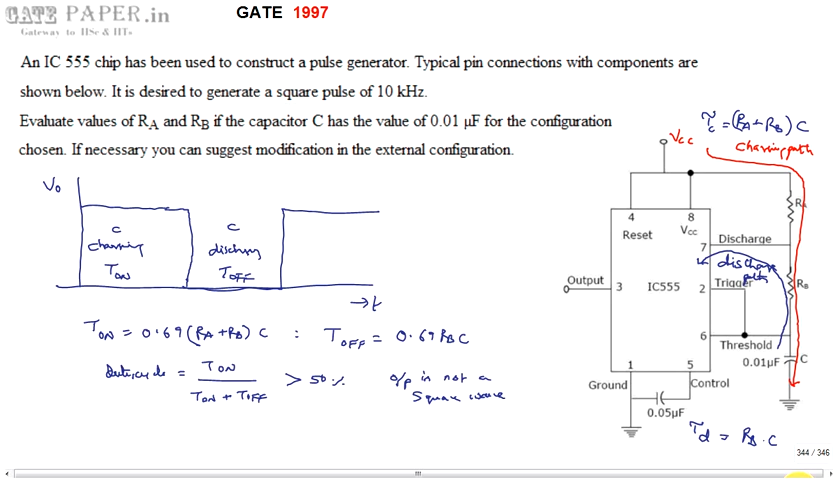 GATE PAPER.in
Gateway to IISc & IITs
GATE 1997
An IC 555 chip has been used to construct a pulse generator. Typical pin connections with components are
shown below. It is desired to generate a square pulse of 10 kHz.
Evaluate values of RA and RB if the capacitor C has the value of 0.01 μF for the configuration
chosen. If necessary you can suggest modification in the external configuration.
τc = (RA+RB) C
Vcc
charging path
Vo
C
charging
TON
C
discharg
TOFF
→ t
TON = 0.69 (RA+RB) C : TOFF = 0.69 RBC
Dutycycle = TON / TON + TOFF > 50 %
o/p is not a
square wave
4
Reset
8
Vcc
RA
7
Discharge
discharge
path
Output
3
IC555
2
Trigger
RB
6
Threshold
0.01μF
C
1
5
Ground
Control
0.05μF
τd = RB . C
344 / 346